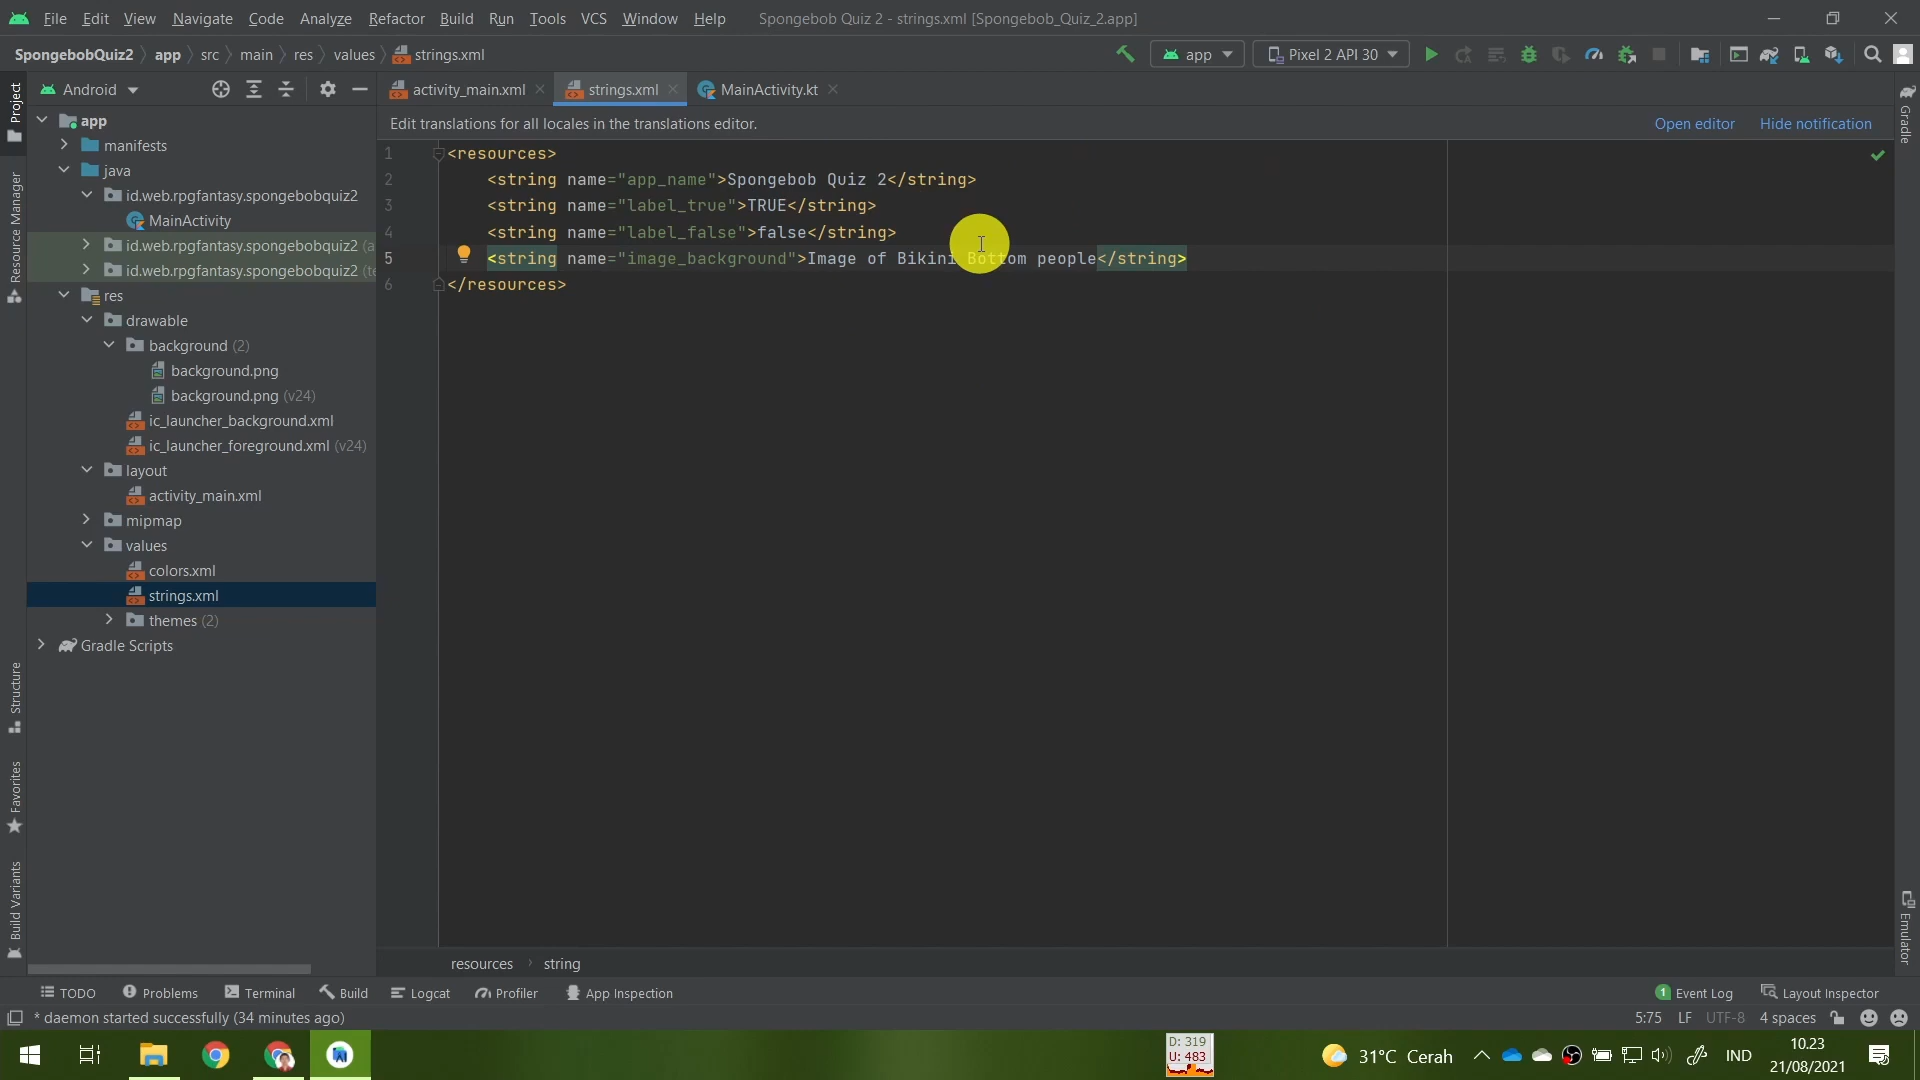 File Edit View Navigate Code Analyze Refactor Build Run Tools VCS Window Help Spongebob Quiz 2 - strings.xml [Spongebob_Quiz_2.app]
SpongebobQuiz2 app src main res values strings.xml app Pixel 2 API 30
Android activity_main.xml strings.xml MainActivity.kt
Edit translations for all locales in the translations editor. Open editor Hide notification
Project
Resource Manager
Structure
Favorites
Build Variants
app
manifests
java
id.web.rpgfantasy.spongebobquiz2
MainActivity
id.web.rpgfantasy.spongebobquiz2 (a
id.web.rpgfantasy.spongebobquiz2 (te
res
drawable
background (2)
background.png
background.png (v24)
ic_launcher_background.xml
ic_launcher_foreground.xml (v24)
layout
activity_main.xml
mipmap
values
colors.xml
strings.xml
themes (2)
Gradle Scripts
1 <resources>
2 <string name="app_name">Spongebob Quiz 2</string>
3 <string name="label_true">TRUE</string>
4 <string name="label_false">false</string>
5 <string name="image_background">Image of Bikini Bottom people</string>
6 </resources>
Gradle
Emulator
resources string
TODO Problems Terminal Build Logcat Profiler App Inspection 1 Event Log Layout Inspector
* daemon started successfully (34 minutes ago) 5:75 LF UTF-8 4 spaces
D: 319
U: 483
31°C Cerah IND
10.23
21/08/2021